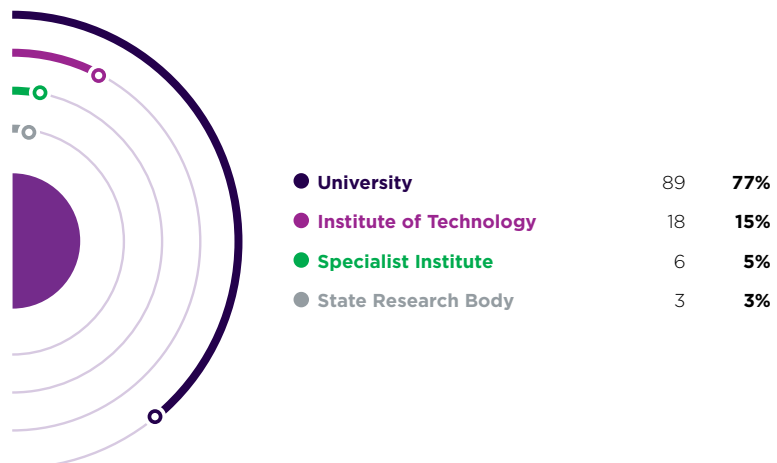 University 89 77%
Institute of Technology 18 15%
Specialist Institute 6 5%
State Research Body 3 3%